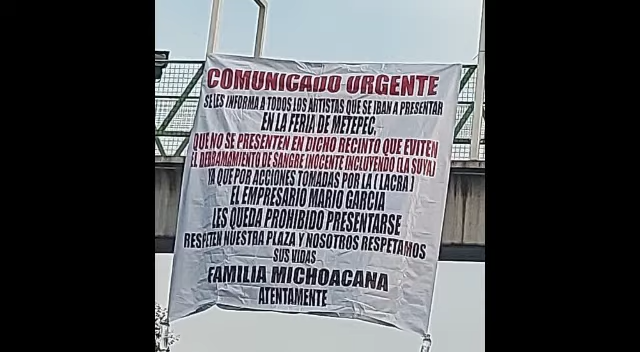 COMUNICADO URGENTE
SE LES INFORMA A TODOS LOS ARTISTAS QUE SE IBAN A PRESENTAR
EN LA FERIA DE METEPEC,
QUE NO SE PRESENTEN EN DICHO RECINTO QUE EVITEN
EL DERRAMAMIENTO DE SANGRE INOCENTE INCLUYENDO (LA SUYA)
YA QUE POR ACCIONES TOMADAS POR LA ( LACRA )
EL EMPRESARIO MARIO GARCIA
LES QUEDA PROHIBIDO PRESENTARSE
RESPETEN NUESTRA PLAZA Y NOSOTROS RESPETAMOS
SUS VIDAS
FAMILIA MICHOACANA
ATENTAMENTE